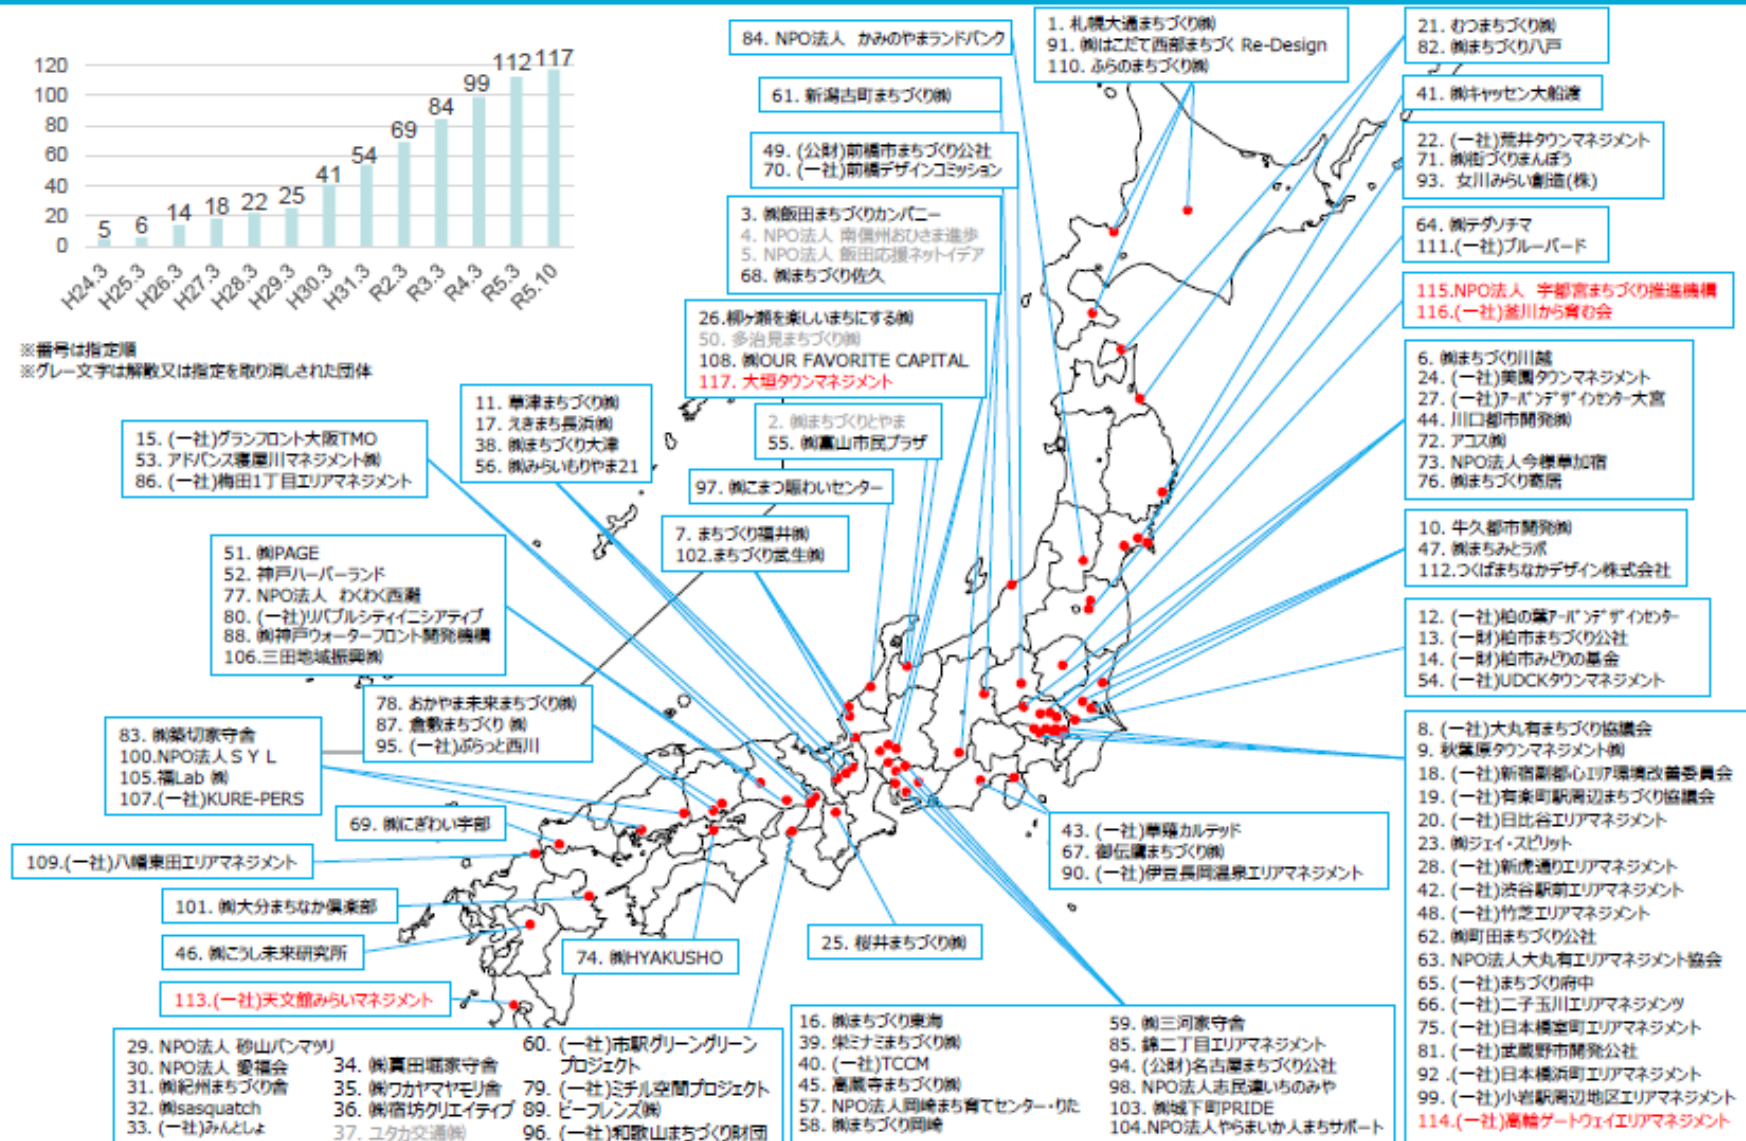 120
100
80
60
40
20
0
5
6
14
18
22
25
41
54
69
84
99
112
117
H24.3
H25.3
H26.3
H27.3
H28.3
H29.3
H30.3
H31.3
R2.3
R3.3
R4.3
R5.3
R5.10
※番号は指定順
※グレー文字は解散又は指定を取り消しされた団体
84. NPO法人 かみのやまランドバンク
61. 新潟古町まちづくり㈱
49. (公財)前橋市まちづくり公社
70. (一社)前橋デザインコミッション
3. ㈱飯田まちづくりカンパニー
4. NPO法人 南信州おひさま進歩
5. NPO法人 飯田応援ネットイデア
68. ㈱まちづくり佐久
26.柳ヶ瀬を楽しいまちにする㈱
50. 多治見まちづくり㈱
108. ㈱OUR FAVORITE CAPITAL
117. 大垣タウンマネジメント
2. ㈱まちづくりとやま
55. ㈱富山市民プラザ
97. ㈱こまつ賑わいセンター
7. まちづくり福井㈱
102.まちづくり武生㈱
11. 草津まちづくり㈱
17. えきまち長浜㈱
38. ㈱まちづくり大津
56. ㈱みらいもりやま21
15. (一社)グランフロント大阪TMO
53. アドバンス寝屋川マネジメント㈱
86. (一社)梅田1丁目エリアマネジメント
51. ㈱PAGE
52. 神戸ハーバーランド
77. NPO法人 わくわく西灘
80. (一社)リバブルシティイニシアティブ
88. ㈱神戸ウォーターフロント開発機構
106.三田地域振興㈱
78. おかやま未来まちづくり㈱
87. 倉敷まちづくり ㈱
95. (一社)ぷらっと西川
83. ㈱築切家守舎
100.NPO法人ＳＹＬ
105.福Lab ㈱
107.(一社)KURE-PERS
69. ㈱にぎわい宇部
109.(一社)八幡東田エリアマネジメント
101. ㈱大分まちなか倶楽部
46. ㈱こうし未来研究所
113.(一社)天文館みらいマネジメント
74. ㈱HYAKUSHO
25. 桜井まちづくり㈱
29. NPO法人 砂山バンマツリ
30. NPO法人 愛福会
31. ㈱紀州まちづくり舎
32. ㈱sasquatch
33. (一社)みんとしょ
34. ㈱真田堀家守舎
35. ㈱ワカヤマヤモリ舎
36. ㈱宿坊クリエイティブ
37. ユタカ交通㈱
60. (一社)市駅グリーングリーン
プロジェクト
79. (一社)ミチル空間プロジェクト
89. ビーフレンズ㈱
96. (一社)和歌山まちづくり財団
16. ㈱まちづくり東海
39. 栄ミナミまちづくり㈱
40. (一社)TCCM
45. 高蔵寺まちづくり㈱
57. NPO法人岡崎まち育てセンター・りた
58. ㈱まちづくり岡崎
59. ㈱三河家守舎
85. 錦二丁目エリアマネジメント
94. (公財)名古屋まちづくり公社
98. NPO法人志民連いちのみや
103. ㈱城下町PRIDE
104.NPO法人やらまいか人まちサポート
43. (一社)草薙カルテッド
67. 御伝鷹まちづくり㈱
90. (一社)伊豆長岡温泉エリアマネジメント
1. 札幌大通まちづくり㈱
91. ㈱はこだて西部まちづく Re-Design
110. ふらのまちづくり㈱
21. むつまちづくり㈱
82. ㈱まちづくり八戸
41. ㈱キャッセン大船渡
22. (一社)荒井タウンマネジメント
71. ㈱街づくりまんぼう
93. 女川みらい創造(株)
64. ㈱テダソチマ
111.(一社)ブルーバード
115.NPO法人 宇都宮まちづくり推進機構
116.(一社)釜川から育む会
6. ㈱まちづくり川越
24. (一社)美園タウンマネジメント
27. (一社)アーバンデザインセンター大宮
44. 川口都市開発㈱
72. アコス㈱
73. NPO法人今様草加宿
76. ㈱まちづくり寄居
10. 牛久都市開発㈱
47. ㈱まちみとラボ
112.つくばまちなかデザイン株式会社
12. (一社)柏の葉アーバンデザインセンター
13. (一財)柏市まちづくり公社
14. (一財)柏市みどりの基金
54. (一社)UDCKタウンマネジメント
8. (一社)大丸有まちづくり協議会
9. 秋葉原タウンマネジメント㈱
18. (一社)新宿副都心エリア環境改善委員会
19. (一社)有楽町駅周辺まちづくり協議会
20. (一社)日比谷エリアマネジメント
23. ㈱ジェイ・スピリット
28. (一社)新虎通りエリアマネジメント
42. (一社)渋谷駅前エリアマネジメント
48. (一社)竹芝エリアマネジメント
62. ㈱町田まちづくり公社
63. NPO法人大丸有エリアマネジメント協会
65. (一社)まちづくり府中
66. (一社)二子玉川エリアマネジメンツ
75. (一社)日本橋室町エリアマネジメント
81. (一社)武蔵野市開発公社
92 .(一社)日本橋浜町エリアマネジメント
99. (一社)小岩駅周辺地区エリアマネジメント
114.(一社)高輪ゲートウェイエリアマネジメント